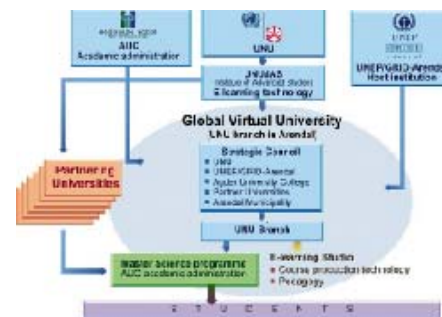 AUC
Academic administration
UNU
UNU/IAS
Institute of Advanced Studies
E-learning technology
UNEP
UNEP/GRID-Arendal
Host institution
Global Virtual University
UNU branch in Arendal
Partnering
Universities
Strategic Council
UNU
UNEP/GRID-Arendal
Agder University College
Partner Universities
Arendal Municipality
UNU Branch
Master Science programme
AUC academic administration
E-learning Studio
Course production technology
Pedagogy
S T U D E N T S